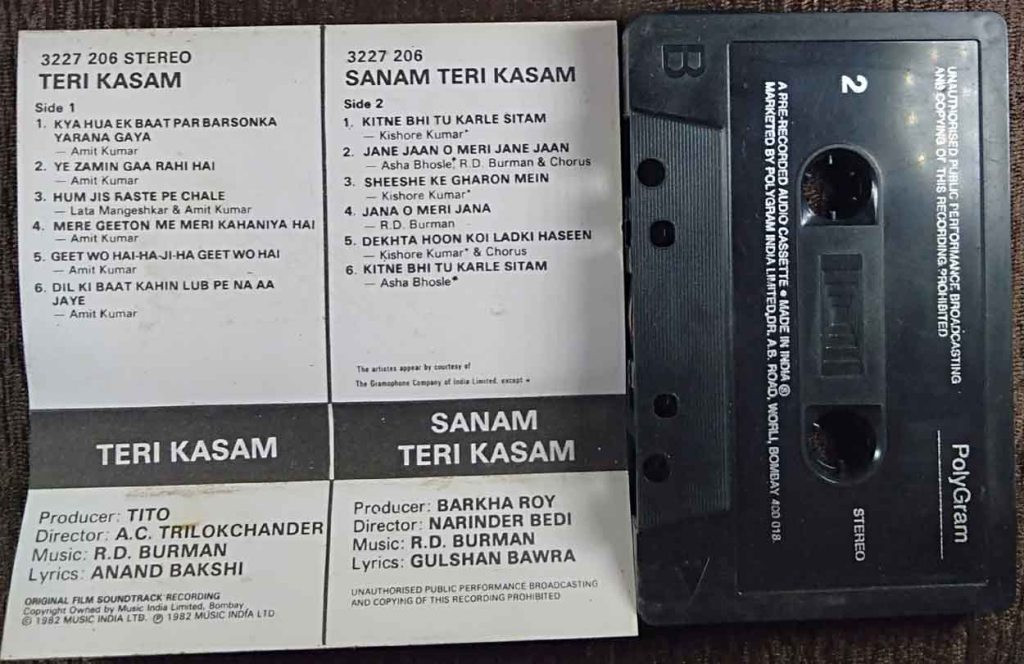 3227 206 STEREO
TERI KASAM
Side 1
1. KYA HUA EK BAAT PAR BARSONKA
YARANA GAYA
— Amit Kumar
2. YE ZAMIN GAA RAHI HAI
— Amit Kumar
3. HUM JIS RASTE PE CHALE
— Lata Mangeshkar & Amit Kumar
4. MERE GEETON ME MERI KAHANIYA HAI
— Amit Kumar
5. GEET WO HAI-HA-JI-HA GEET WO HAI
— Amit Kumar
6. DIL KI BAAT KAHIN LUB PE NA AA
JAYE
— Amit Kumar
3227 206
SANAM TERI KASAM
Side 2
1. KITNE BHI TU KARLE SITAM
— Kishore Kumar*
2. JANE JAAN O MERI JANE JAAN
— Asha Bhosle*, R.D. Burman & Chorus
3. SHEESHE KE GHARON MEIN
— Kishore Kumar*
4. JANA O MERI JANA
— R.D. Burman
5. DEKHTA HOON KOI LADKI HASEEN
— Kishore Kumar* & Chorus
6. KITNE BHI TU KARLE SITAM
— Asha Bhosle*
The artistes appear by courtesy of
The Gramophone Company of India Limited, except *
TERI KASAM
SANAM
TERI KASAM
Producer: TITO
Director: A.C. TRILOKCHANDER
Music: R.D. BURMAN
Lyrics: ANAND BAKSHI
ORIGINAL FILM SOUNDTRACK RECORDING
Copyright Owned by Music India Limited, Bombay
© 1982 MUSIC INDIA LTD. ℗ 1982 MUSIC INDIA LTD
Producer: BARKHA ROY
Director: NARINDER BEDI
Music: R.D. BURMAN
Lyrics: GULSHAN BAWRA
UNAUTHORISED PUBLIC PERFORMANCE BROADCASTING
AND COPYING OF THIS RECORDING PROHIBITED
B
2
UNAUTHORISED PUBLIC PERFORMANCE BROADCASTING
AND COPYING OF THIS RECORDING PROHIBITED
A PRE-RECORDED AUDIO CASSETTE • MADE IN INDIA ®
MARKETED BY POLYGRAM INDIA LIMITED, DR. A.B. ROAD, WORLI, BOMBAY 400 018.
PolyGram
STEREO